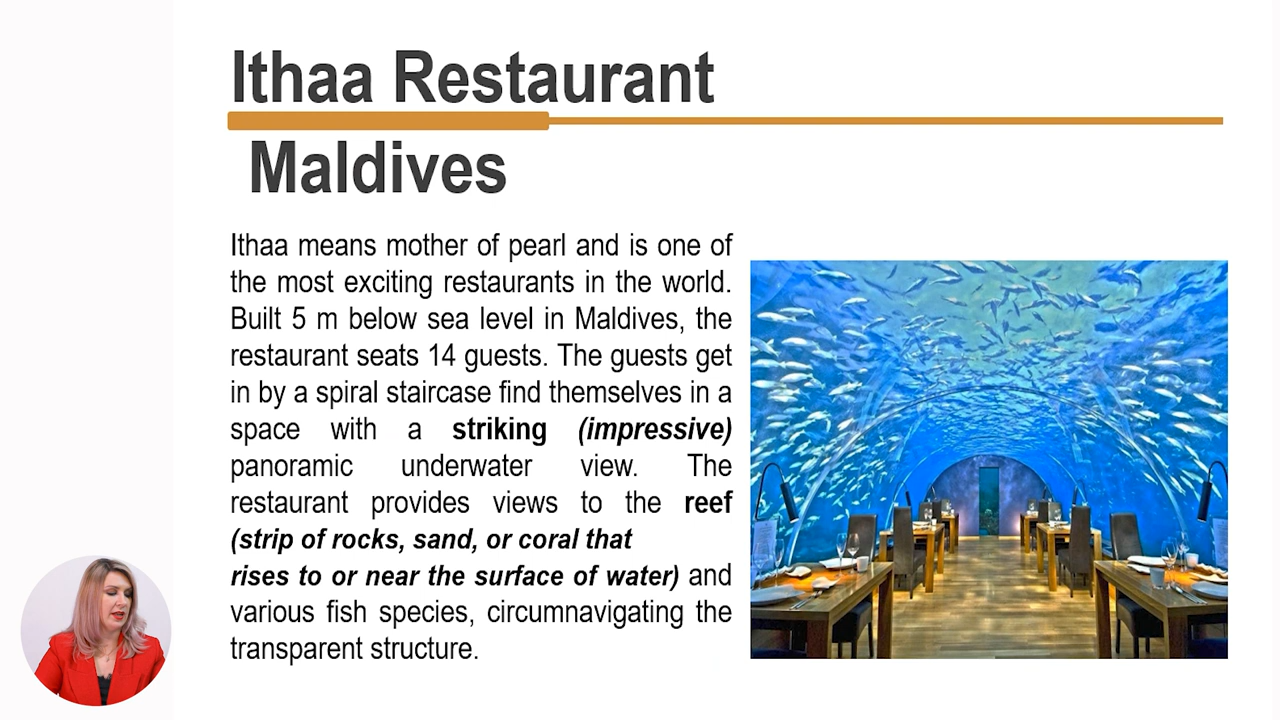 Ithaa Restaurant
Maldives
Ithaa means mother of pearl and is one of
the most exciting restaurants in the world.
Built 5 m below sea level in Maldives, the
restaurant seats 14 guests. The guests get
in by a spiral staircase find themselves in a
space with a striking (impressive)
panoramic underwater view. The
restaurant provides views to the reef
(strip of rocks, sand, or coral that
rises to or near the surface of water) and
various fish species, circumnavigating the
transparent structure.